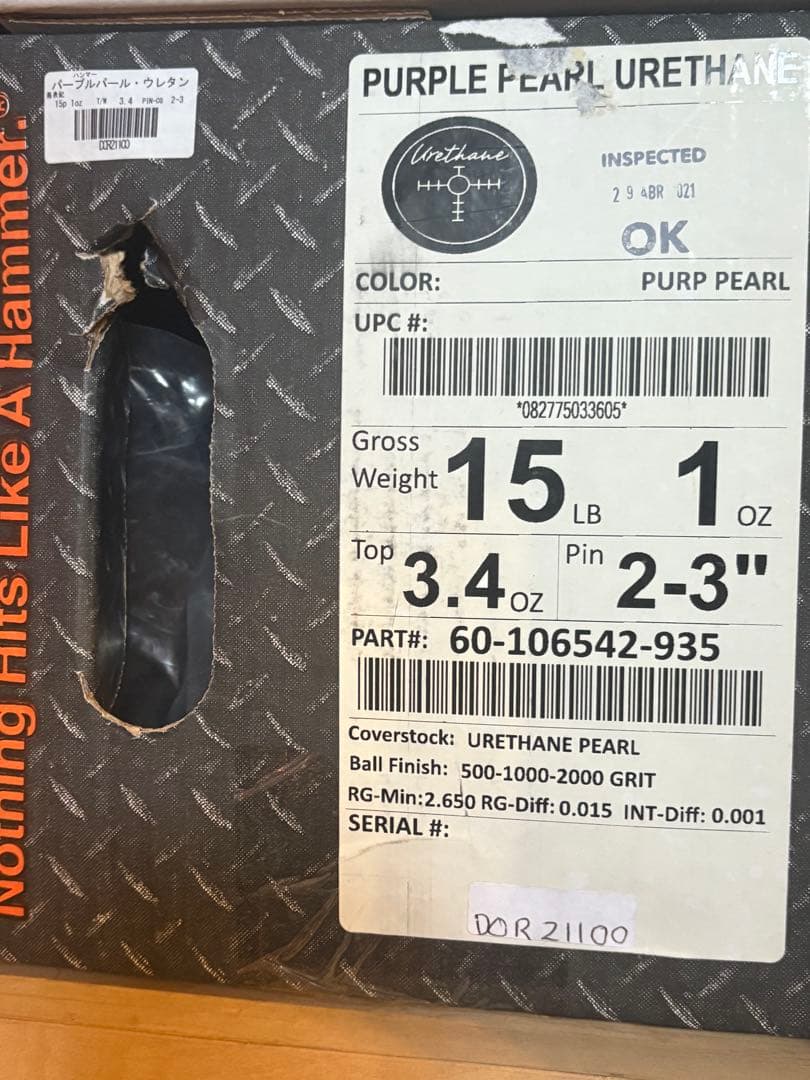 Nothing Hits Like A Hammer.®
ハンマー
パープルパール・ウレタン
15p 1oz T/W 3.4 PIN-OB 2-3
DOR21100
PURPLE PEARL URETHANE
Urethane
INSPECTED
29 ABR 021
OK
COLOR: PURP PEARL
UPC #:
*082775033605*
Gross Weight 15 LB 1 OZ
Top 3.4 OZ Pin 2-3"
PART#: 60-106542-935
Coverstock: URETHANE PEARL
Ball Finish: 500-1000-2000 GRIT
RG-Min:2.650 RG-Diff: 0.015 INT-Diff: 0.001
SERIAL #:
DOR21100